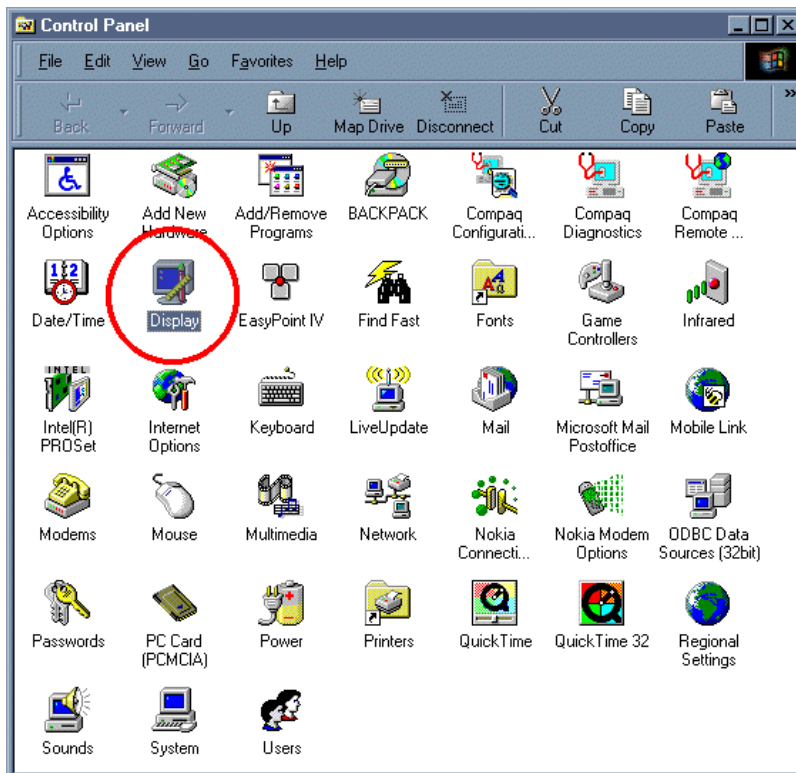 Control Panel
File Edit View Go Favorites Help
Back Forward Up Map Drive Disconnect Cut Copy Paste »
Accessibility Options
Add New Hardware
Add/Remove Programs
BACKPACK
Compaq Configurati...
Compaq Diagnostics
Compaq Remote ...
Date/Time
Display
EasyPoint IV
Find Fast
Fonts
Game Controllers
Infrared
INTEL
Intel(R) PROSet
Internet Options
Keyboard
LiveUpdate
Mail
Microsoft Mail Postoffice
Mobile Link
Modems
Mouse
Multimedia
Network
Nokia Connecti...
Nokia Modem Options
ODBC Data Sources (32bit)
Passwords
PC Card (PCMCIA)
Power
Printers
QuickTime
QuickTime 32
Regional Settings
Sounds
System
Users